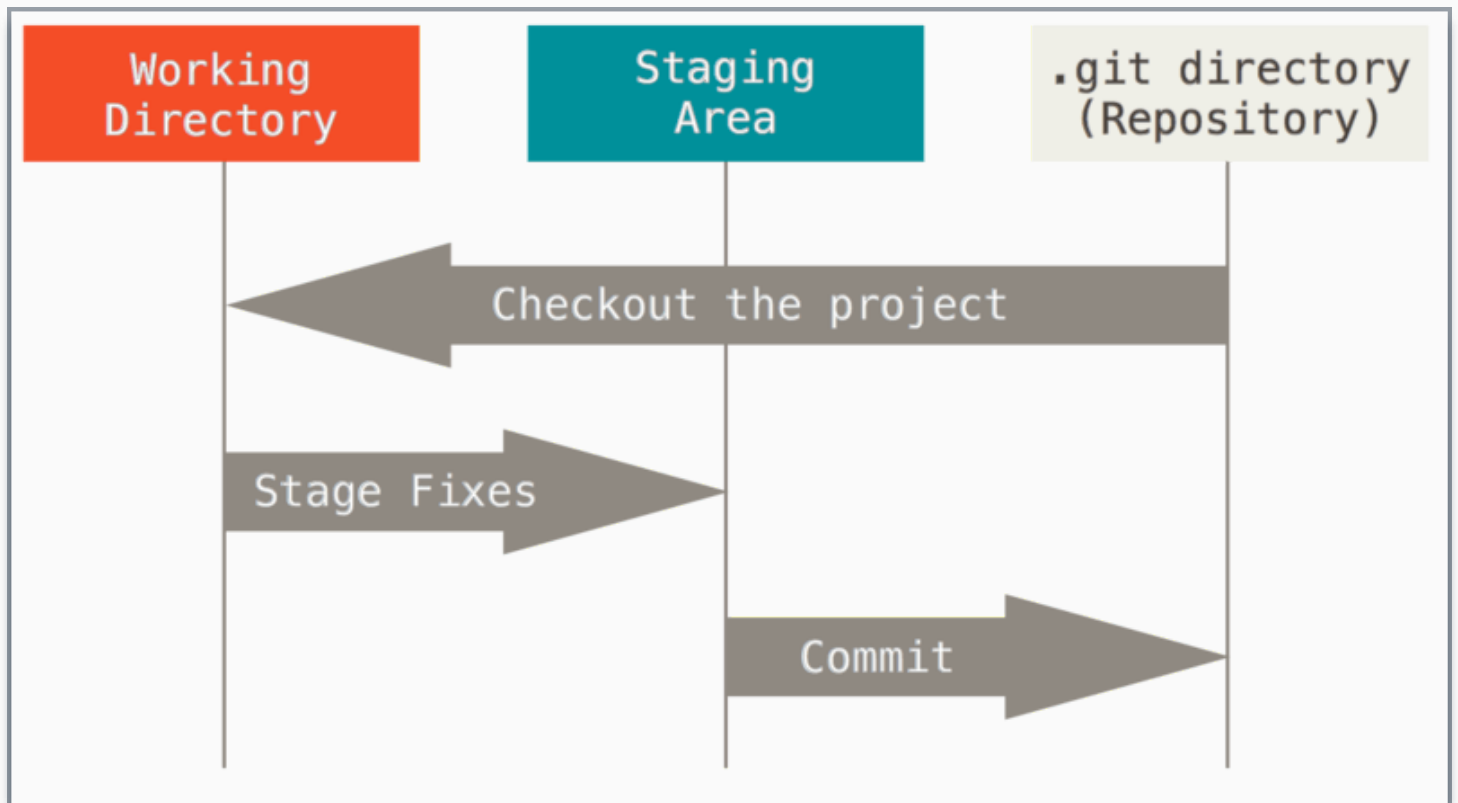 Working
Directory
Staging
Area
.git directory
(Repository)
Checkout the project
Stage Fixes
Commit